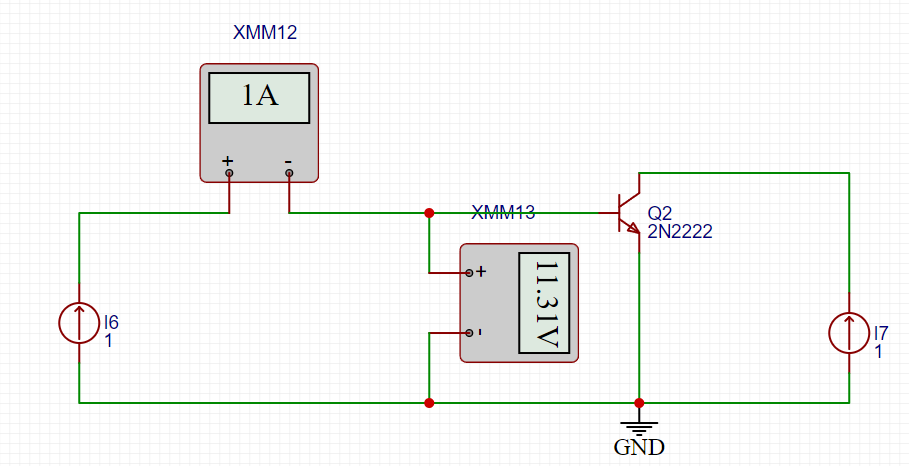 XMM12
1A
+ -
XMM13
Q2
2N2222
+
-
11.31V
I6
1
I7
1
GND